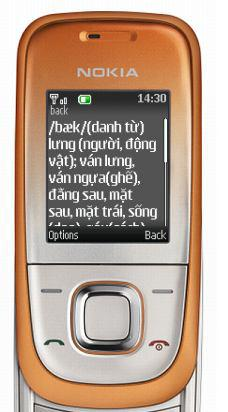 NOKIA
14:30
back
/bæk/(danh từ)
lưng (người, động
vật); ván lưng,
ván ngựa(ghế),
đằng sau, mặt
sau, mặt trái, sống
Options Back